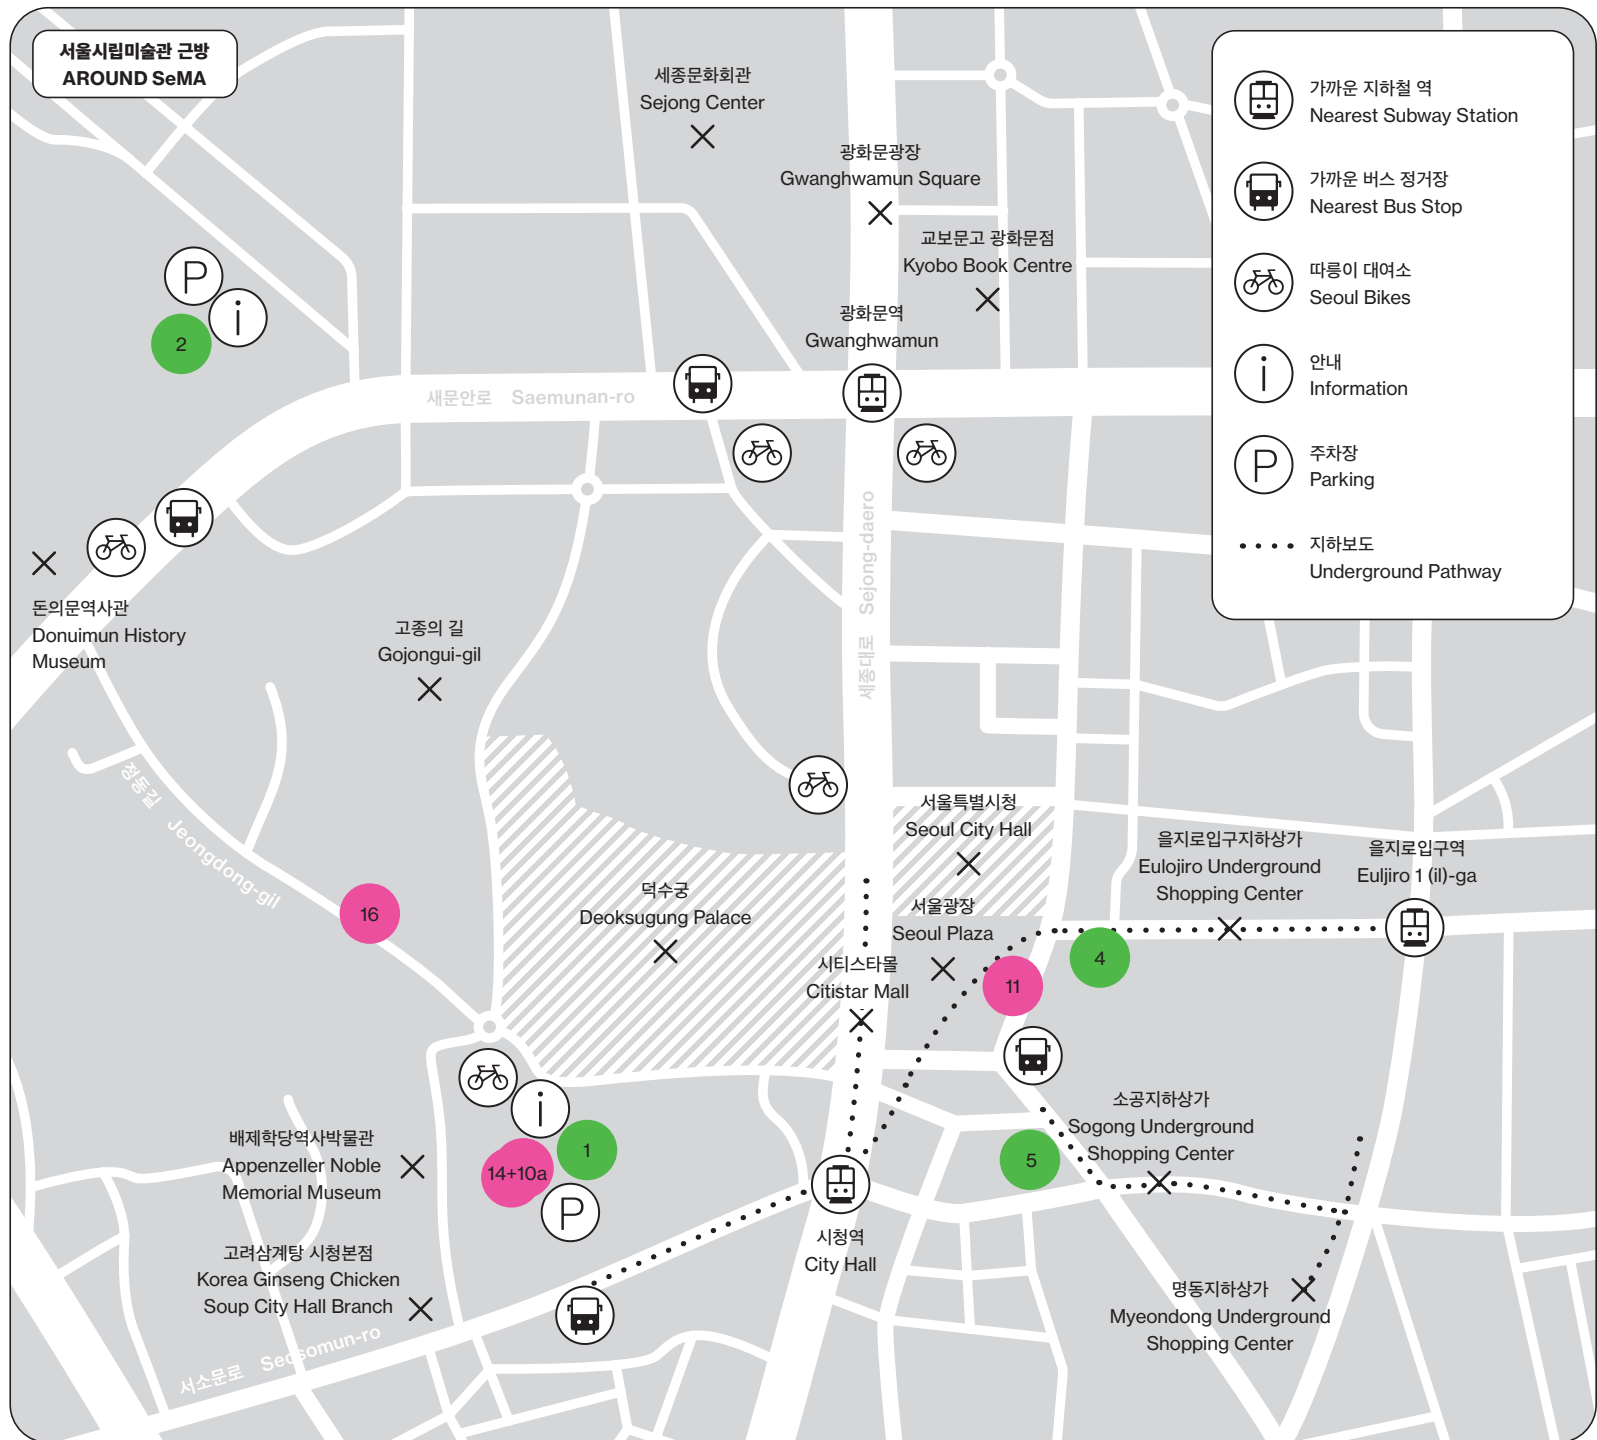 서울시립미술관 근방
AROUND SeMA
세종문화회관
Sejong Center
광화문광장
Gwanghwamun Square
교보문고 광화문점
Kyobo Book Centre
광화문역
Gwanghwamun
가까운 지하철 역
Nearest Subway Station
가까운 버스 정거장
Nearest Bus Stop
따릉이 대여소
Seoul Bikes
i
안내
Information
P
주차장
Parking
지하보도
Underground Pathway
P
i
2
새문안로 Saemunan-ro
세종대로 Sejong-daero
돈의문역사관
Donuimun History
Museum
고종의 길
Gojongui-gil
정동길 Jeongdong-gil
16
덕수궁
Deoksugung Palace
서울특별시청
Seoul City Hall
서울광장
Seoul Plaza
시티스타몰
Citistar Mall
을지로입구지하상가
Eulojiro Underground
Shopping Center
을지로입구역
Euljiro 1 (il)-ga
4
11
i
1
14+10a
P
배제학당역사박물관
Appenzeller Noble
Memorial Museum
고려삼계탕 시청본점
Korea Ginseng Chicken
Soup City Hall Branch
서소문로 Seosomun-ro
시청역
City Hall
5
소공지하상가
Sogong Underground
Shopping Center
명동지하상가
Myeondong Underground
Shopping Center